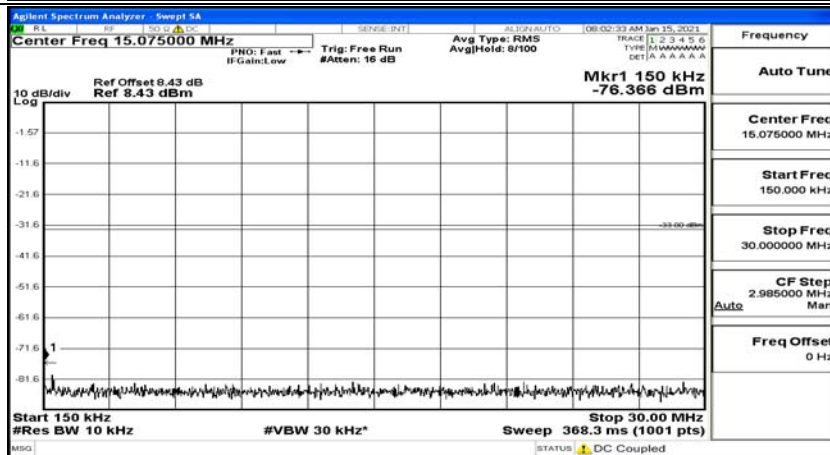 Agilent Spectrum Analyzer - Swept SA
RL RF 50 Ω DC SENSE:INT ALIGN AUTO 08:02:33 AM Jan 15, 2021
Center Freq 15.075000 MHz
PNO: Fast
IFGain:Low
Trig: Free Run
#Atten: 16 dB
Avg Type: RMS
Avg|Hold: 8/100
TRACE 1 2 3 4 5 6
TYPE M WWWWW
DET A A A A A A
Ref Offset 8.43 dB
10 dB/div Ref 8.43 dBm
Log
Mkr1 150 kHz
-76.366 dBm
-1.57
-11.6
-21.6
-31.6
-33.00 dBm
-41.6
-51.6
-61.6
-71.6
1
-81.6
Start 150 kHz
Stop 30.00 MHz
#Res BW 10 kHz
#VBW 30 kHz*
Sweep 368.3 ms (1001 pts)
MSG
STATUS DC Coupled
Frequency
Auto Tune
Center Freq
15.075000 MHz
Start Freq
150.000 kHz
Stop Freq
30.000000 MHz
CF Step
2.985000 MHz
Auto Man
Freq Offset
0 Hz